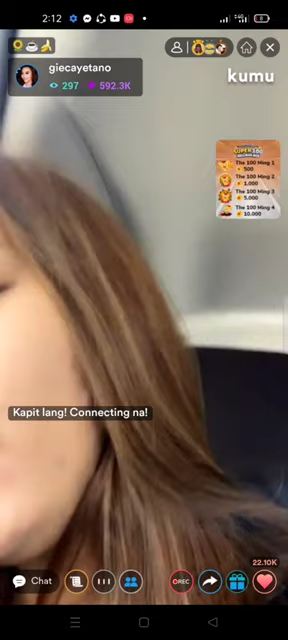 2:12
giecayetano
297 592.3K
kumu
SUPER 100
The 100 Ming 1
500
The 100 Ming 2
1,000
The 100 Ming 3
5,000
The 100 Ming 4
10,000
Kapit lang! Connecting na!
22.10K
Chat
REC